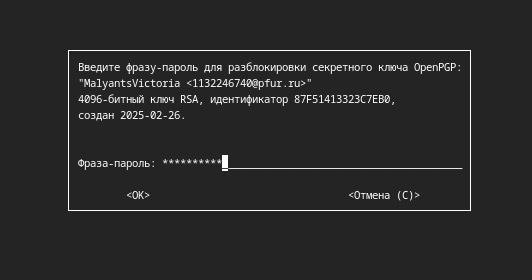 Введите фразу-пароль для разблокировки секретного ключа OpenPGP:
"MalyantsVictoria <1132246740@pfur.ru>"
4096-битный ключ RSA, идентификатор 87F51413323C7EB0,
создан 2025-02-26.
Фраза-пароль: **********
<OK> <Отмена (C)>